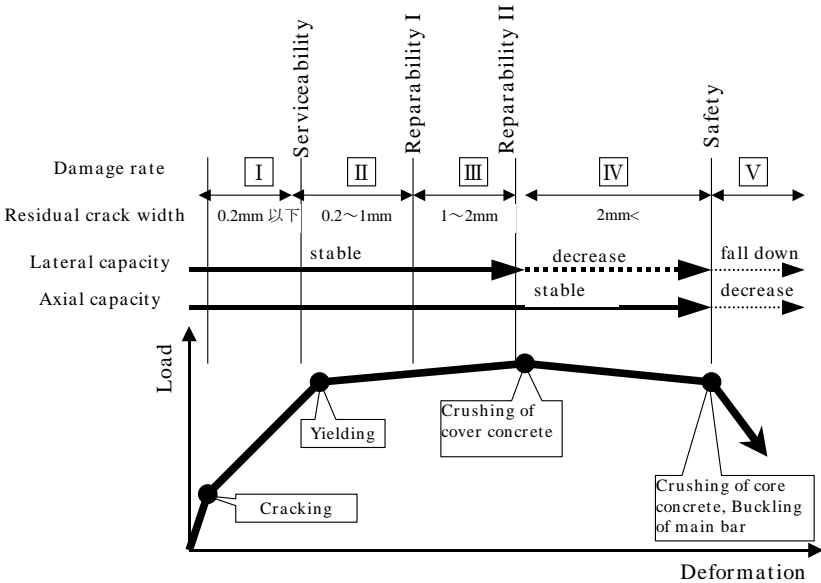 Serviceability
Reparability I
Reparability II
Safety
Damage rate
I
II
III
IV
V
Residual crack width
0.2mm 以下
0.2～1mm
1～2mm
2mm<
Lateral capacity
stable
decrease
fall down
Axial capacity
stable
decrease
Load
Yielding
Crushing of
cover concrete
Cracking
Crushing of core
concrete, Buckling
of main bar
Deformation